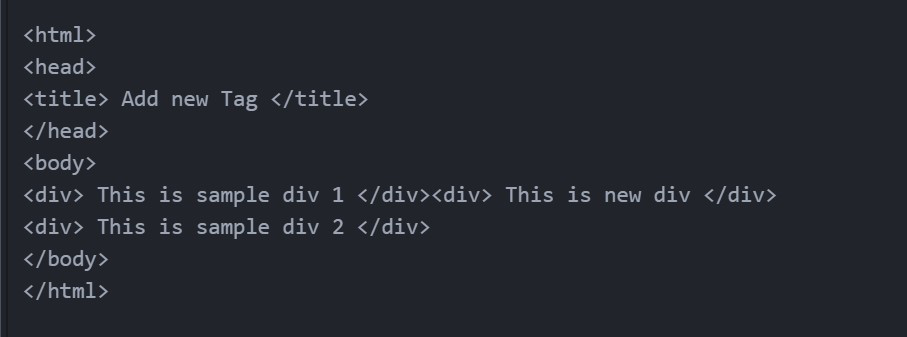 <html>
<head>
<title> Add new Tag </title>
</head>
<body>
<div> This is sample div 1 </div><div> This is new div </div>
<div> This is sample div 2 </div>
</body>
</html>